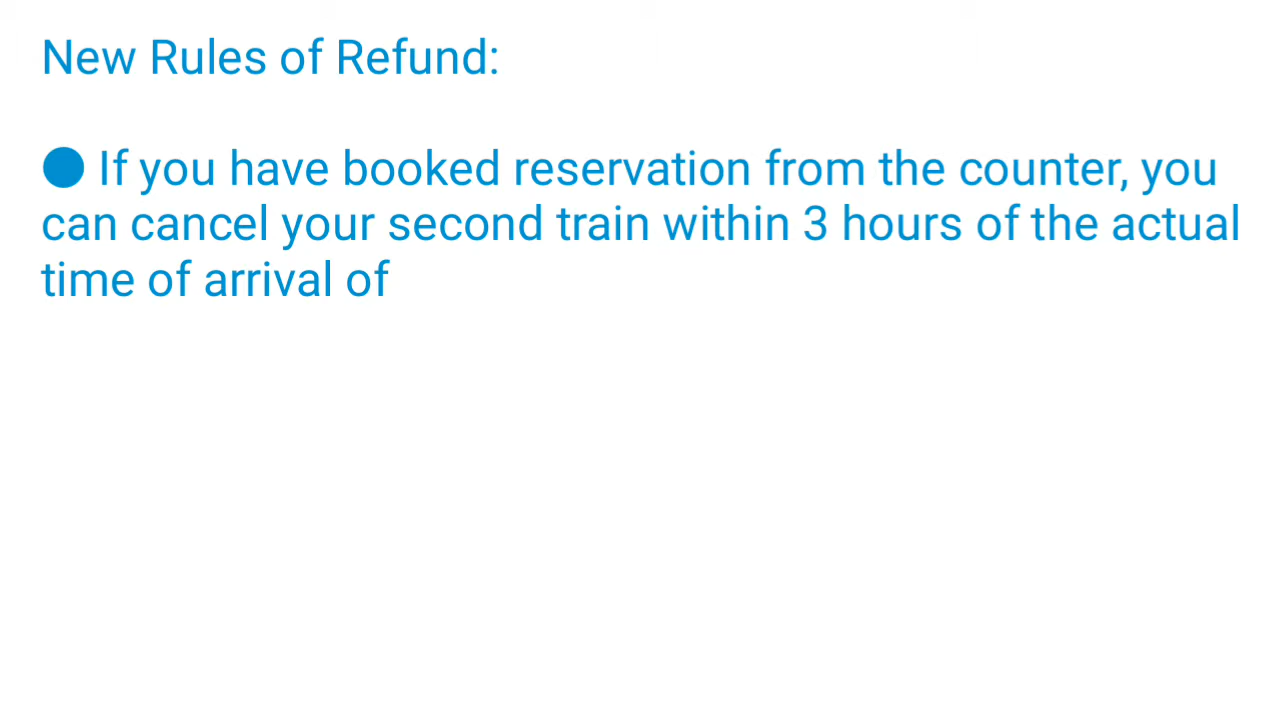 New Rules of Refund:
● If you have booked reservation from the counter, you
can cancel your second train within 3 hours of the actual
time of arrival of